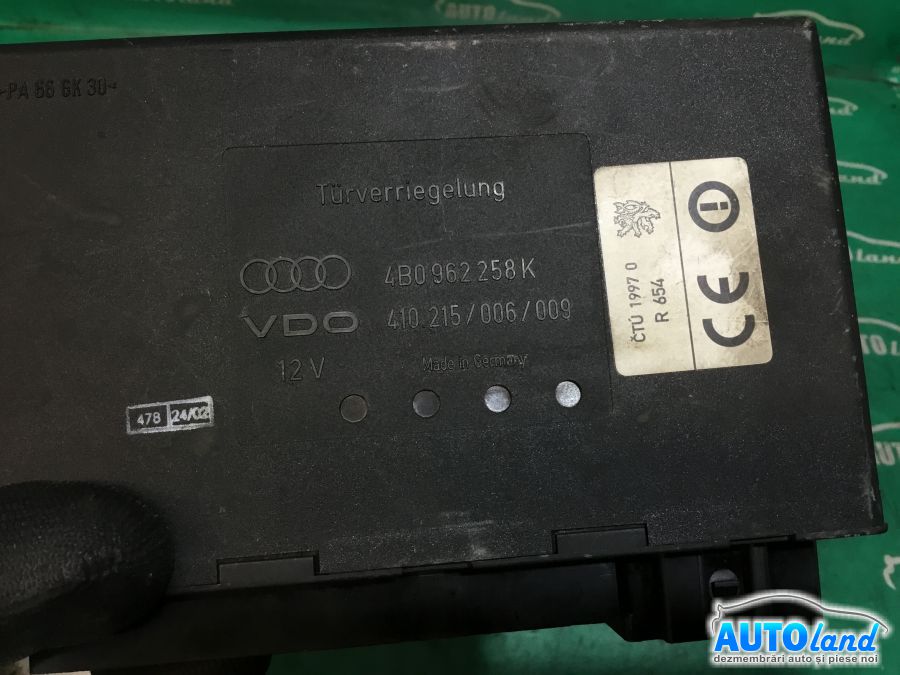 >PA 66 GK 30<
Türverriegelung
4B0 962 258 K
VDO 410.215/006/009
12 V Made in Germany
478 24/02
ČTÚ 1997 0
R 654
CE
AUTOland
dezmembrări auto și piese noi